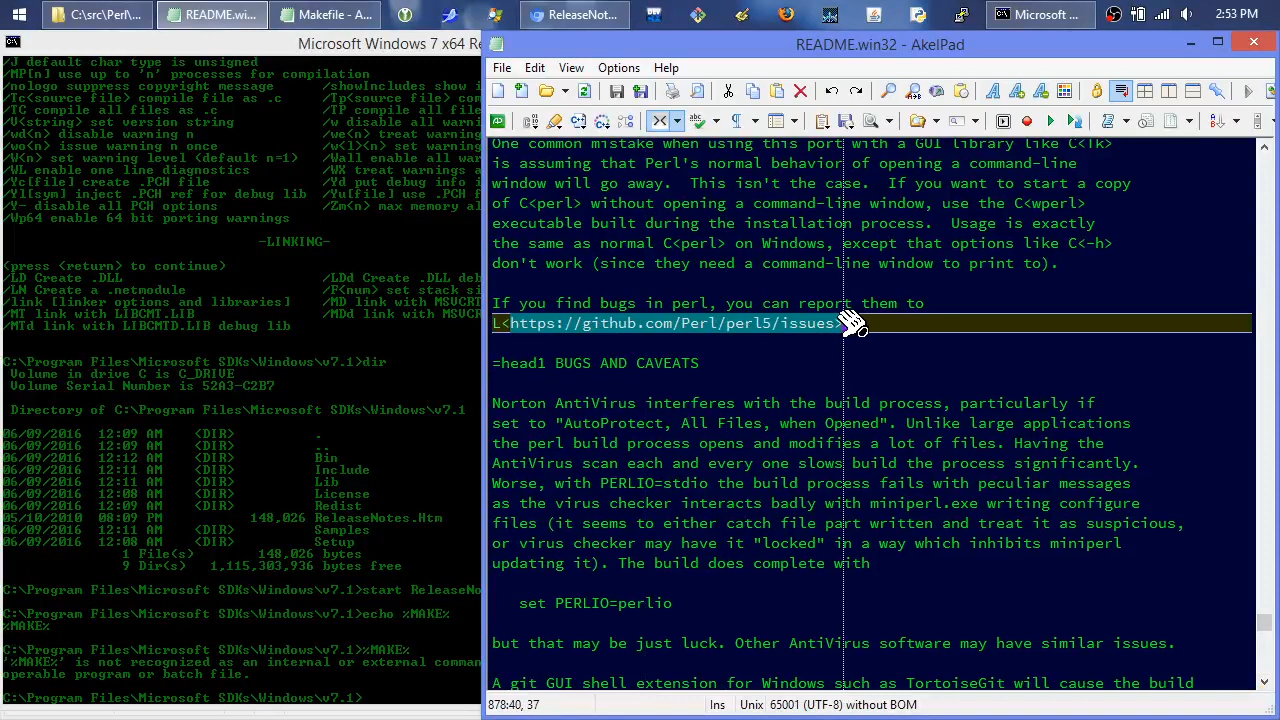 C:\src\Perl\...
README.wi...
Makefile - A...
ReleaseNot...
Microsoft ...
2:53 PM
Microsoft Windows 7 x64 Re
/J default char type is unsigned
/MP[n] use up to 'n' processes for compilation
/nologo suppress copyright message /showIncludes show i
/Tc<source file> compile file as .c /Tp<source file> com
/TC compile all files as .c /TP compile all file
/V<string> set version string /w disable all warn
/wd<n> disable warning n /we<n> treat warning
/wo<n> issue warning n once /w<l><n> set warning
/W<n> set warning level (default n=1) /Wall enable all w
/WL enable one line diagnostics /WX treat warnings
/Yc[file] create .PCH file /Yd put debug info i
/Yl[sym] inject .PCH ref for debug lib /Yu[file] use .PC
/Y- disable all PCH options /Zm<n> max memory al
/Wp64 enable 64 bit porting warnings
-LINKING-
(press <return> to continue)
/LD Create .DLL /LDd Create .DLL deb
/LN Create a .netmodule /F<num> set stack si
/link [linker options and libraries] /MD link with MSVCRT
/MT link with LIBCMT.LIB /MDd link with MSVCR
/MTd link with LIBCMTD.LIB debug lib
C:\Program Files\Microsoft SDKs\Windows\v7.1>dir
Volume in drive C is C_DRIVE
Volume Serial Number is 52A3-C2B7
Directory of C:\Program Files\Microsoft SDKs\Windows\v7.1
06/09/2016 12:09 AM <DIR> .
06/09/2016 12:09 AM <DIR> ..
06/09/2016 12:12 AM <DIR> Bin
06/09/2016 12:11 AM <DIR> Include
06/09/2016 12:11 AM <DIR> Lib
06/09/2016 12:08 AM <DIR> License
06/09/2016 12:09 AM <DIR> Redist
05/10/2010 08:09 PM 148,026 ReleaseNotes.Htm
06/09/2016 12:11 AM <DIR> Samples
06/09/2016 12:08 AM <DIR> Setup
1 File(s) 148,026 bytes
9 Dir(s) 1,115,303,936 bytes free
C:\Program Files\Microsoft SDKs\Windows\v7.1>start ReleaseNo
C:\Program Files\Microsoft SDKs\Windows\v7.1>echo %MAKE%
%MAKE%
C:\Program Files\Microsoft SDKs\Windows\v7.1>%MAKE%
'%MAKE%' is not recognized as an internal or external comman
operable program or batch file.
C:\Program Files\Microsoft SDKs\Windows\v7.1>
README.win32 - AkelPad
File Edit View Options Help
One common mistake when using this port with a GUI library like C<Tk>
is assuming that Perl's normal behavior of opening a command-line
window will go away. This isn't the case. If you want to start a copy
of C<perl> without opening a command-line window, use the C<wperl>
executable built during the installation process. Usage is exactly
the same as normal C<perl> on Windows, except that options like C<-h>
don't work (since they need a command-line window to print to).
If you find bugs in perl, you can report them to
L<https://github.com/Perl/perl5/issues>
=head1 BUGS AND CAVEATS
Norton AntiVirus interferes with the build process, particularly if
set to "AutoProtect, All Files, when Opened". Unlike large applications
the perl build process opens and modifies a lot of files. Having the
AntiVirus scan each and every one slows build the process significantly.
Worse, with PERLIO=stdio the build process fails with peculiar messages
as the virus checker interacts badly with miniperl.exe writing configure
files (it seems to either catch file part written and treat it as suspicious,
or virus checker may have it "locked" in a way which inhibits miniperl
updating it). The build does complete with
set PERLIO=perlio
but that may be just luck. Other AntiVirus software may have similar issues.
A git GUI shell extension for Windows such as TortoiseGit will cause the build
878:40, 37 Ins Unix 65001 (UTF-8) without BOM